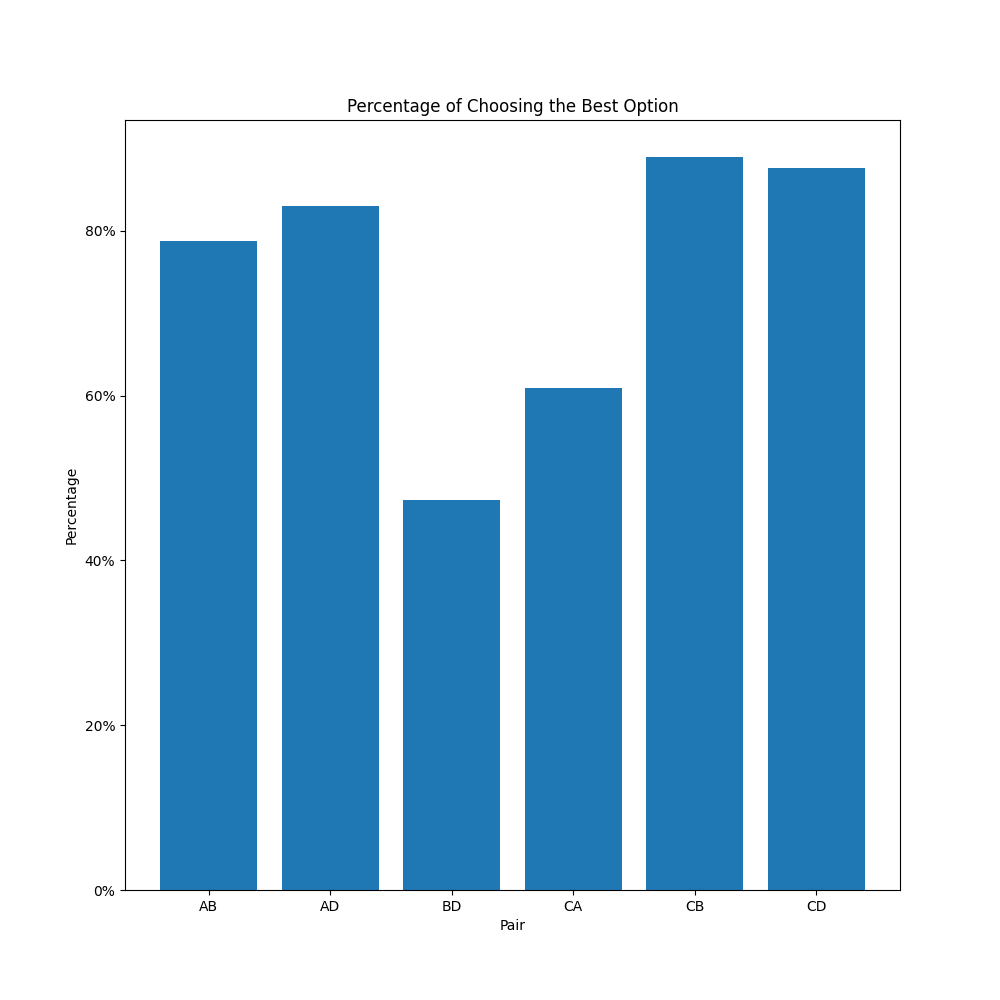 Percentage of Choosing the Best Option
Percentage
80%
60%
40%
20%
0%
AB AD BD CA CB CD
Pair